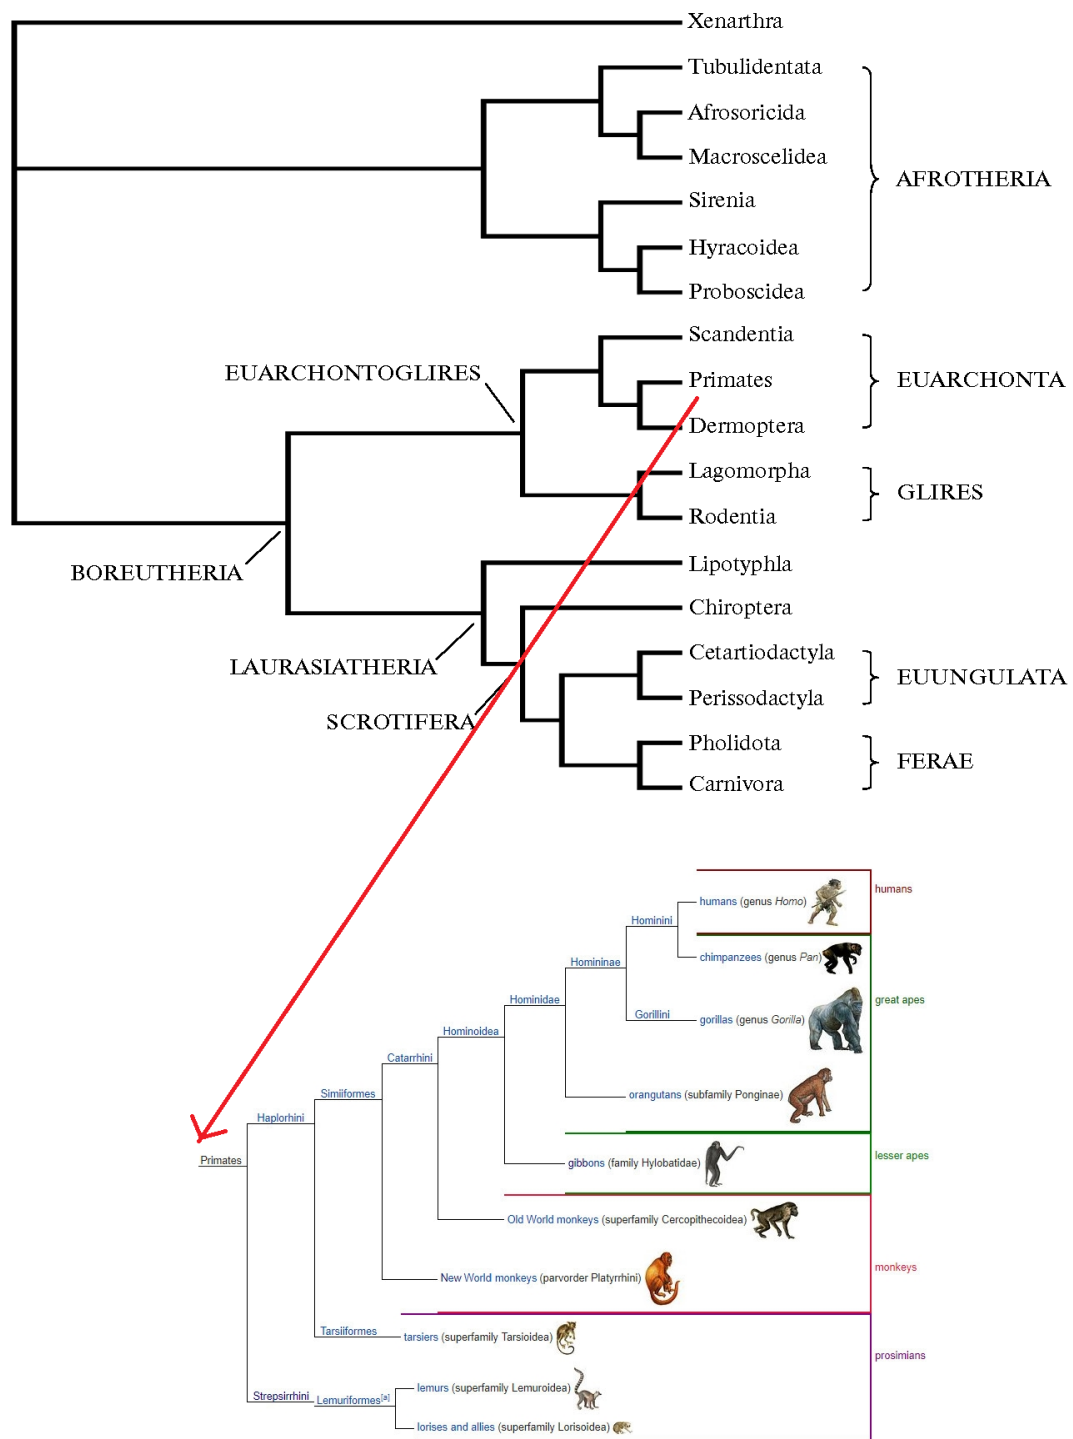 Xenarthra
Tubulidentata
Afrosoricida
Macroscelidea
AFROTHERIA
Sirenia
Hyracoidea
Proboscidea
Scandentia
EUARCHONTOGLIRES
Primates
EUARCHONTA
Dermoptera
Lagomorpha
GLIRES
Rodentia
Lipotyphla
BOREUTHERIA
Chiroptera
Cetartiodactyla
LAURASIATHERIA
EUUNGULATA
Perissodactyla
SCROTIFERA
Pholidota
FERAE
Carnivora
humans
humans (genus Homo)
Hominini
chimpanzees (genus Pan)
Homininae
great apes
Hominidae
Gorillini
gorillas (genus Gorilla)
Hominoidea
Catarrhini
Simiiformes
orangutans (subfamily Ponginae)
Haplorhini
lesser apes
Primates
gibbons (family Hylobatidae)
Old World monkeys (superfamily Cercopithecoidea)
monkeys
New World monkeys (parvorder Platyrrhini)
Tarsiiformes
tarsiers (superfamily Tarsioidea)
prosimians
lemurs (superfamily Lemuroidea)
Strepsirrhini
Lemuriformes[a]
lorises and allies (superfamily Lorisoidea)